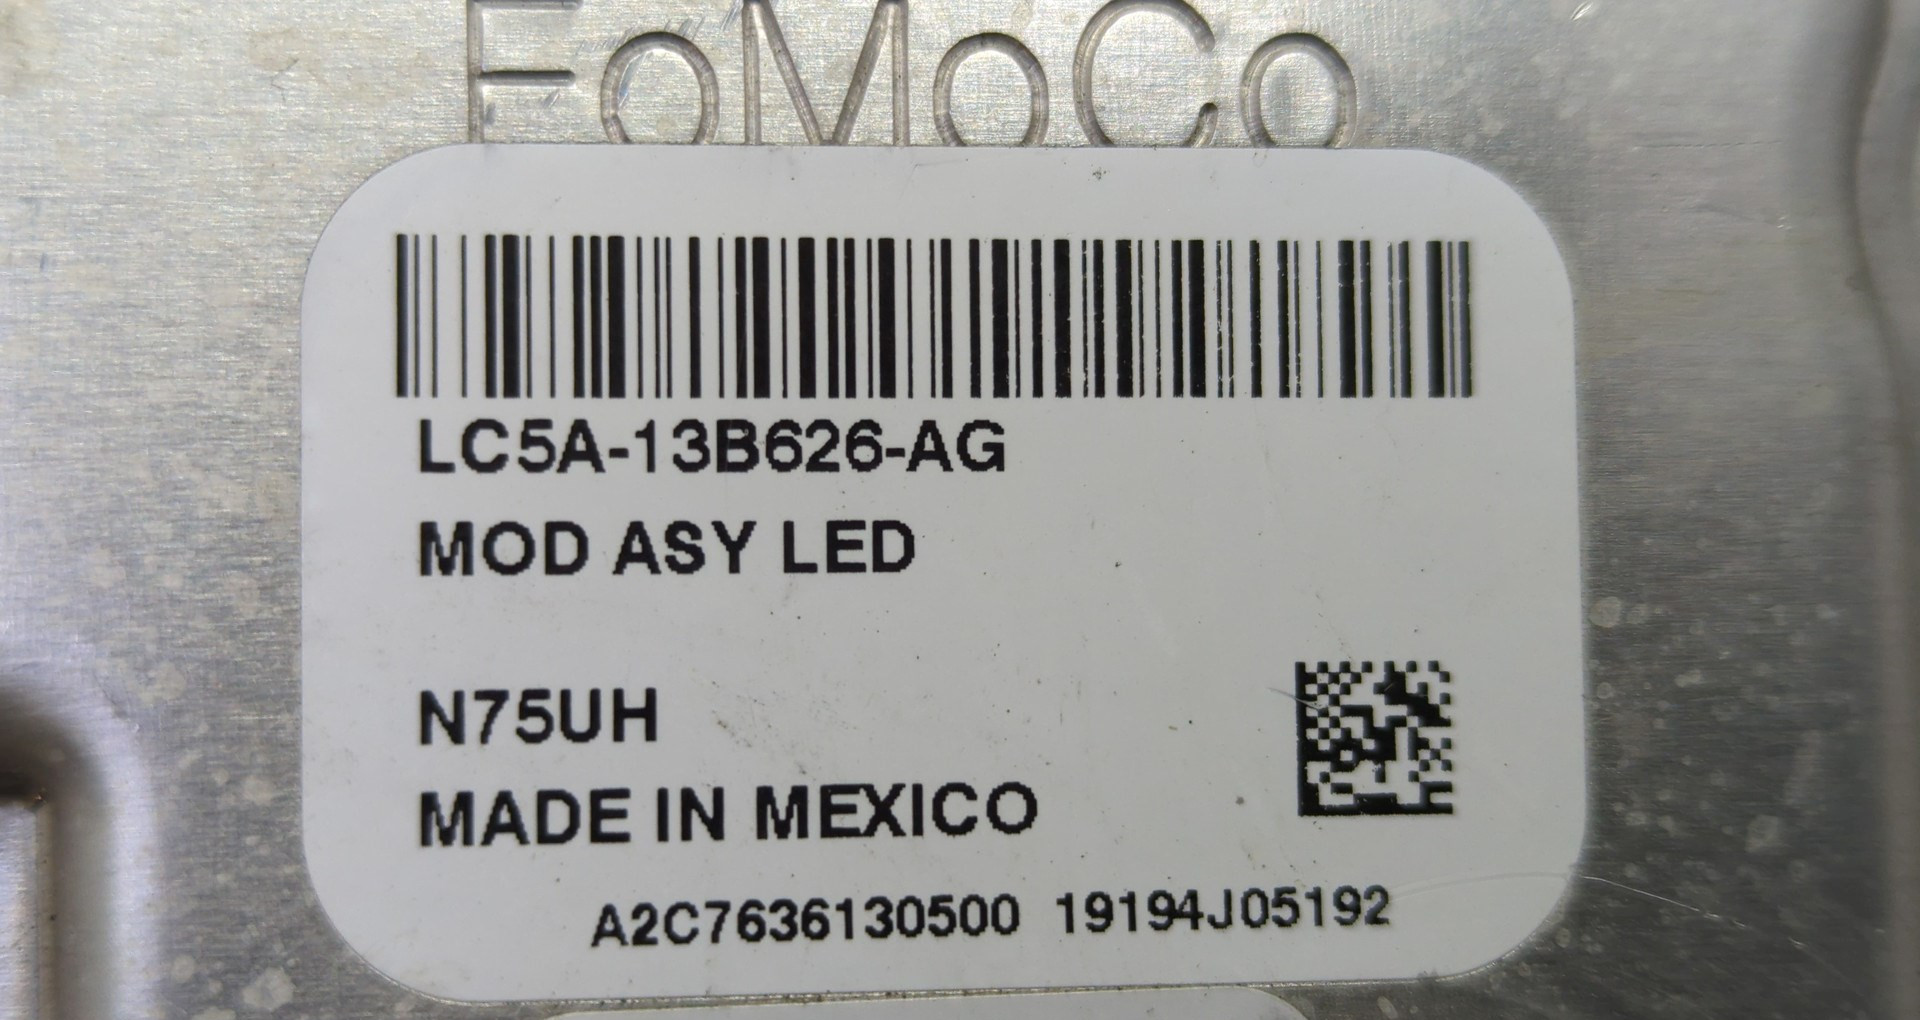 FoMoCo
LC5A-13B626-AG
MOD ASY LED
N75UH
MADE IN MEXICO
A2C7636130500 19194J05192